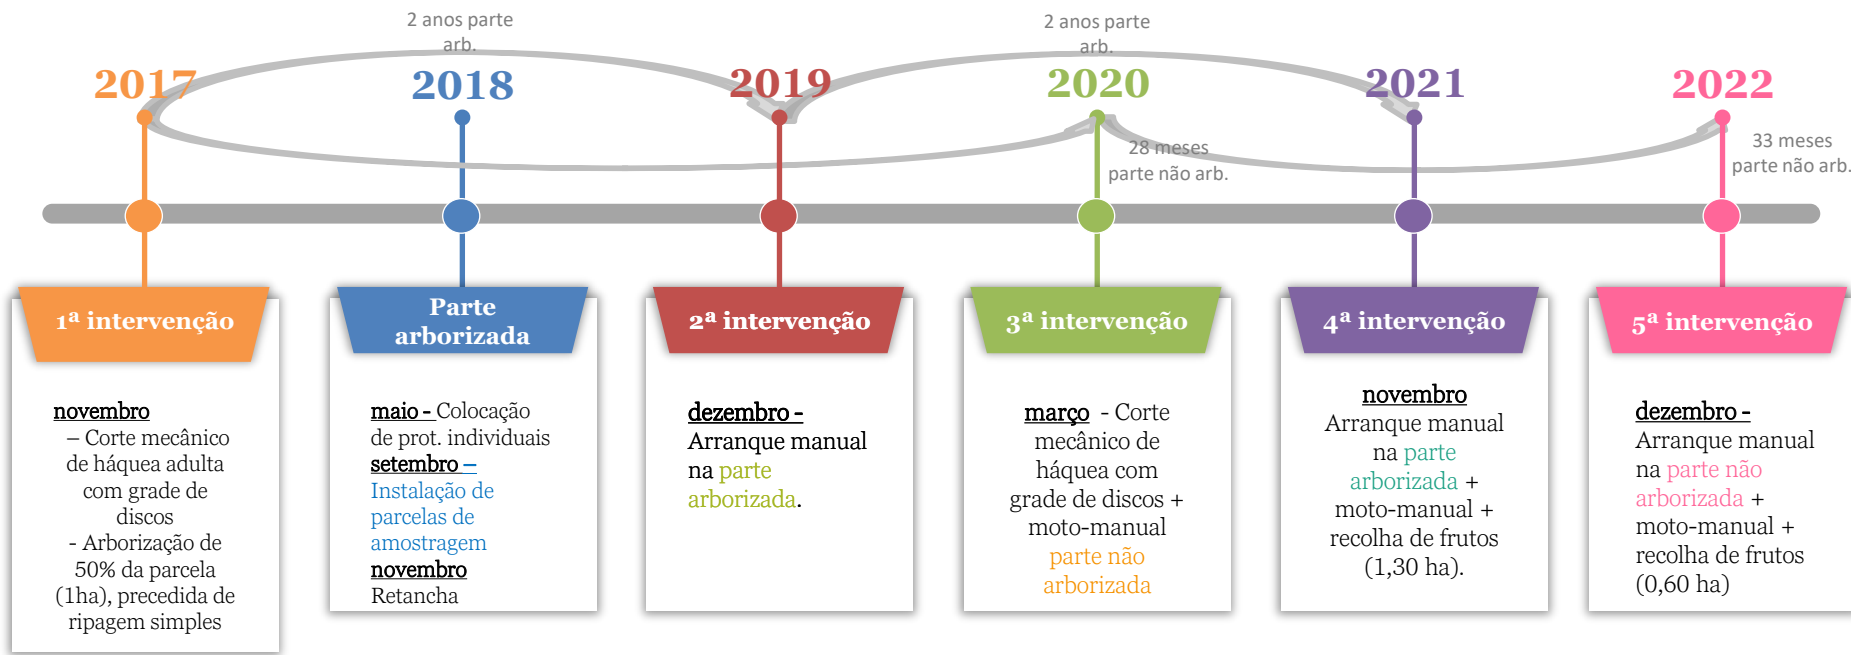 2 anos parte
arb.
2 anos parte
arb.
2017
2018
2019
2020
2021
2022
28 meses
parte não arb.
33 meses
parte não arb.
1ª intervenção
novembro
– Corte mecânico
de háquea adulta
com grade de
discos
- Arborização de
50% da parcela
(1ha), precedida de
ripagem simples
Parte
arborizada
maio - Colocação
de prot. individuais
setembro –
Instalação de
parcelas de
amostragem
novembro
Retancha
2ª intervenção
dezembro -
Arranque manual
na parte
arborizada.
3ª intervenção
março - Corte
mecânico de
háquea com
grade de discos +
moto-manual
parte não
arborizada
4ª intervenção
novembro
Arranque manual
na parte
arborizada +
moto-manual +
recolha de frutos
(1,30 ha).
5ª intervenção
dezembro -
Arranque manual
na parte não
arborizada +
moto-manual +
recolha de frutos
(0,60 ha)